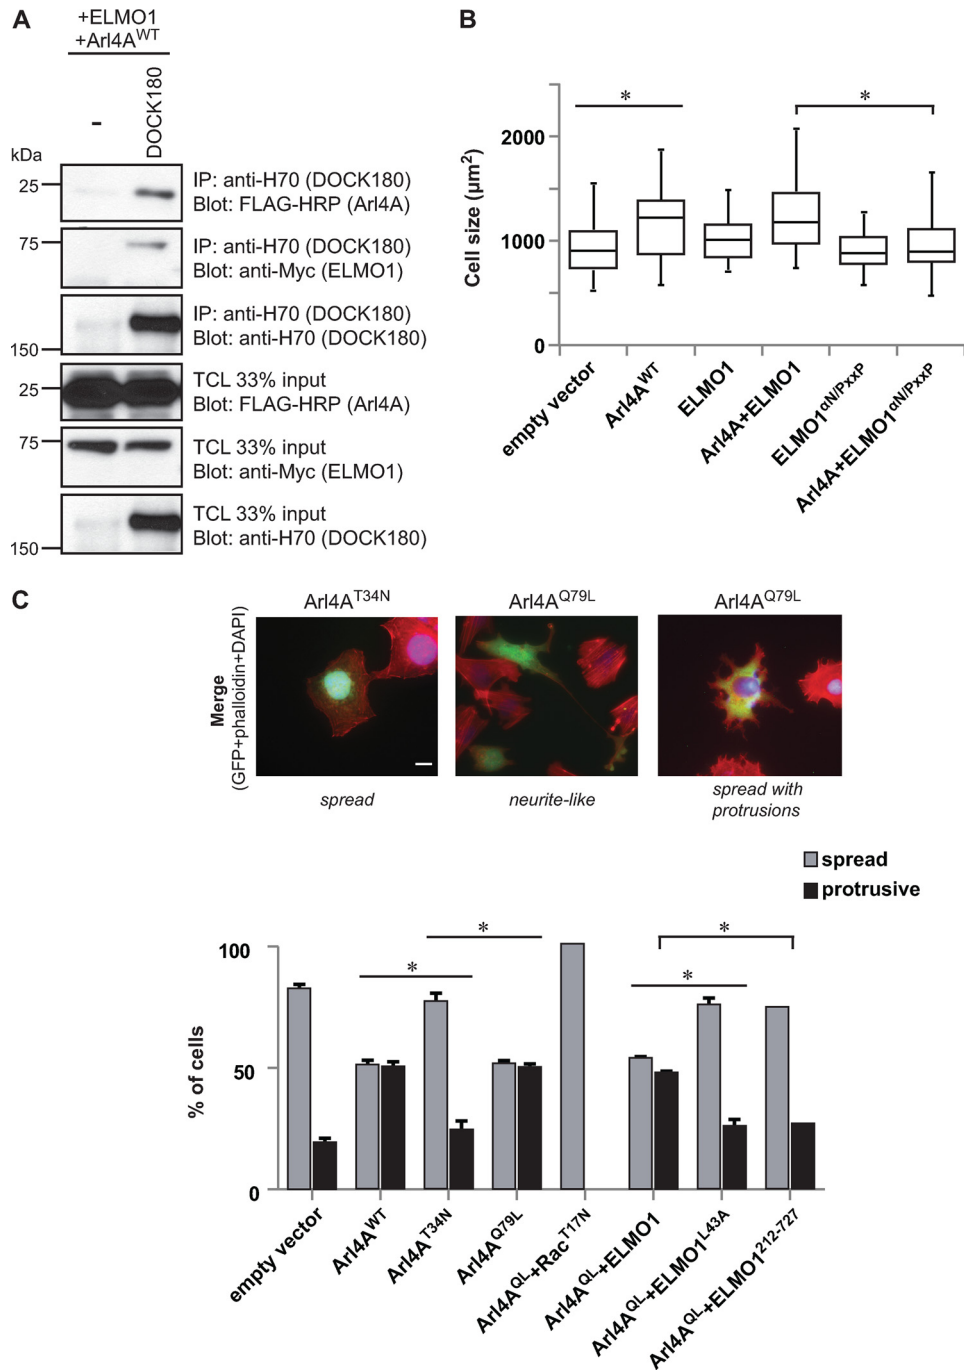 A
+ELMO1
+Arl4A^WT
-
DOCK180
kDa
25
IP: anti-H70 (DOCK180)
Blot: FLAG-HRP (Arl4A)
75
IP: anti-H70 (DOCK180)
Blot: anti-Myc (ELMO1)
IP: anti-H70 (DOCK180)
Blot: anti-H70 (DOCK180)
150
25
TCL 33% input
Blot: FLAG-HRP (Arl4A)
75
TCL 33% input
Blot: anti-Myc (ELMO1)
TCL 33% input
Blot: anti-H70 (DOCK180)
150
B
Cell size (µm²)
2000
1000
0
*
*
empty vector
Arl4A^WT
ELMO1
Arl4A+ELMO1
ELMO1^αN/PxxP
Arl4A+ELMO1^αN/PxxP
C
Arl4A^T34N
Arl4A^Q79L
Arl4A^Q79L
Merge
(GFP+phalloidin+DAPI)
spread
neurite-like
spread with
protrusions
spread
protrusive
% of cells
100
50
0
*
*
*
*
empty vector
Arl4A^WT
Arl4A^T34N
Arl4A^Q79L
Arl4A^QL+Rac^T17N
Arl4A^QL+ELMO1
Arl4A^QL+ELMO1^L43A
Arl4A^QL+ELMO1^212-727